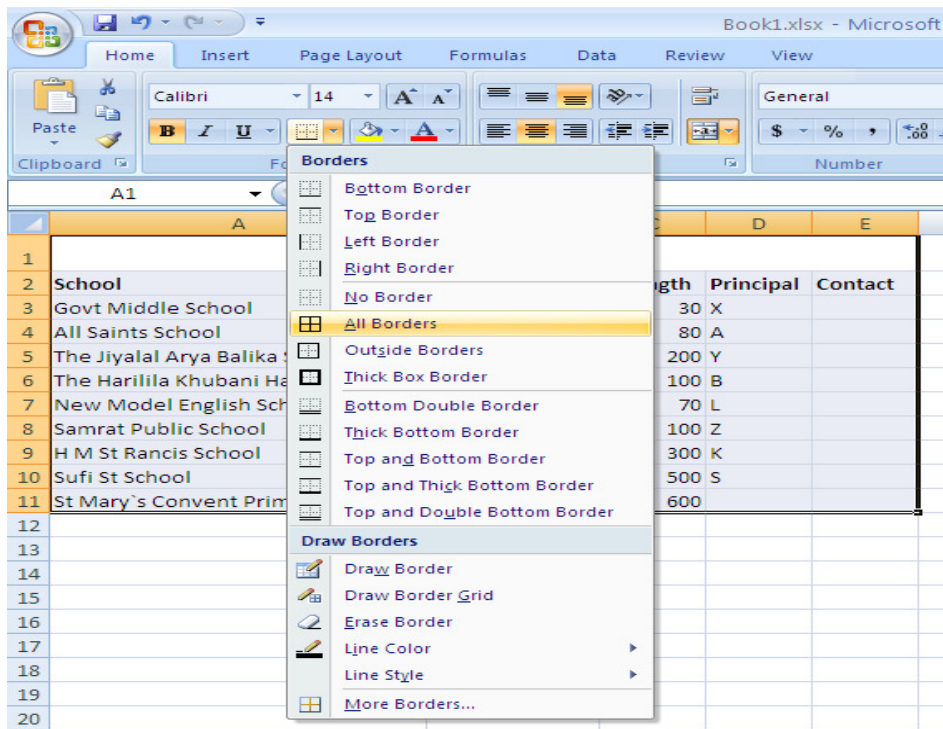 Book1.xlsx - Microsoft
Home Insert Page Layout Formulas Data Review View
Calibri 14 A A General
Paste B I U A a $ % , .00
Clipboard Number
A1
Borders
Bottom Border
Top Border
Left Border
Right Border
No Border
All Borders
Outside Borders
Thick Box Border
Bottom Double Border
Thick Bottom Border
Top and Bottom Border
Top and Thick Bottom Border
Top and Double Bottom Border
Draw Borders
Draw Border
Draw Border Grid
Erase Border
Line Color
Line Style
More Borders...
A D E
1
2 School gth Principal Contact
3 Govt Middle School 30 X
4 All Saints School 80 A
5 The Jiyalal Arya Balika 200 Y
6 The Harilila Khubani Ha 100 B
7 New Model English Sch 70 L
8 Samrat Public School 100 Z
9 H M St Rancis School 300 K
10 Sufi St School 500 S
11 St Mary`s Convent Prim 600
12
13
14
15
16
17
18
19
20